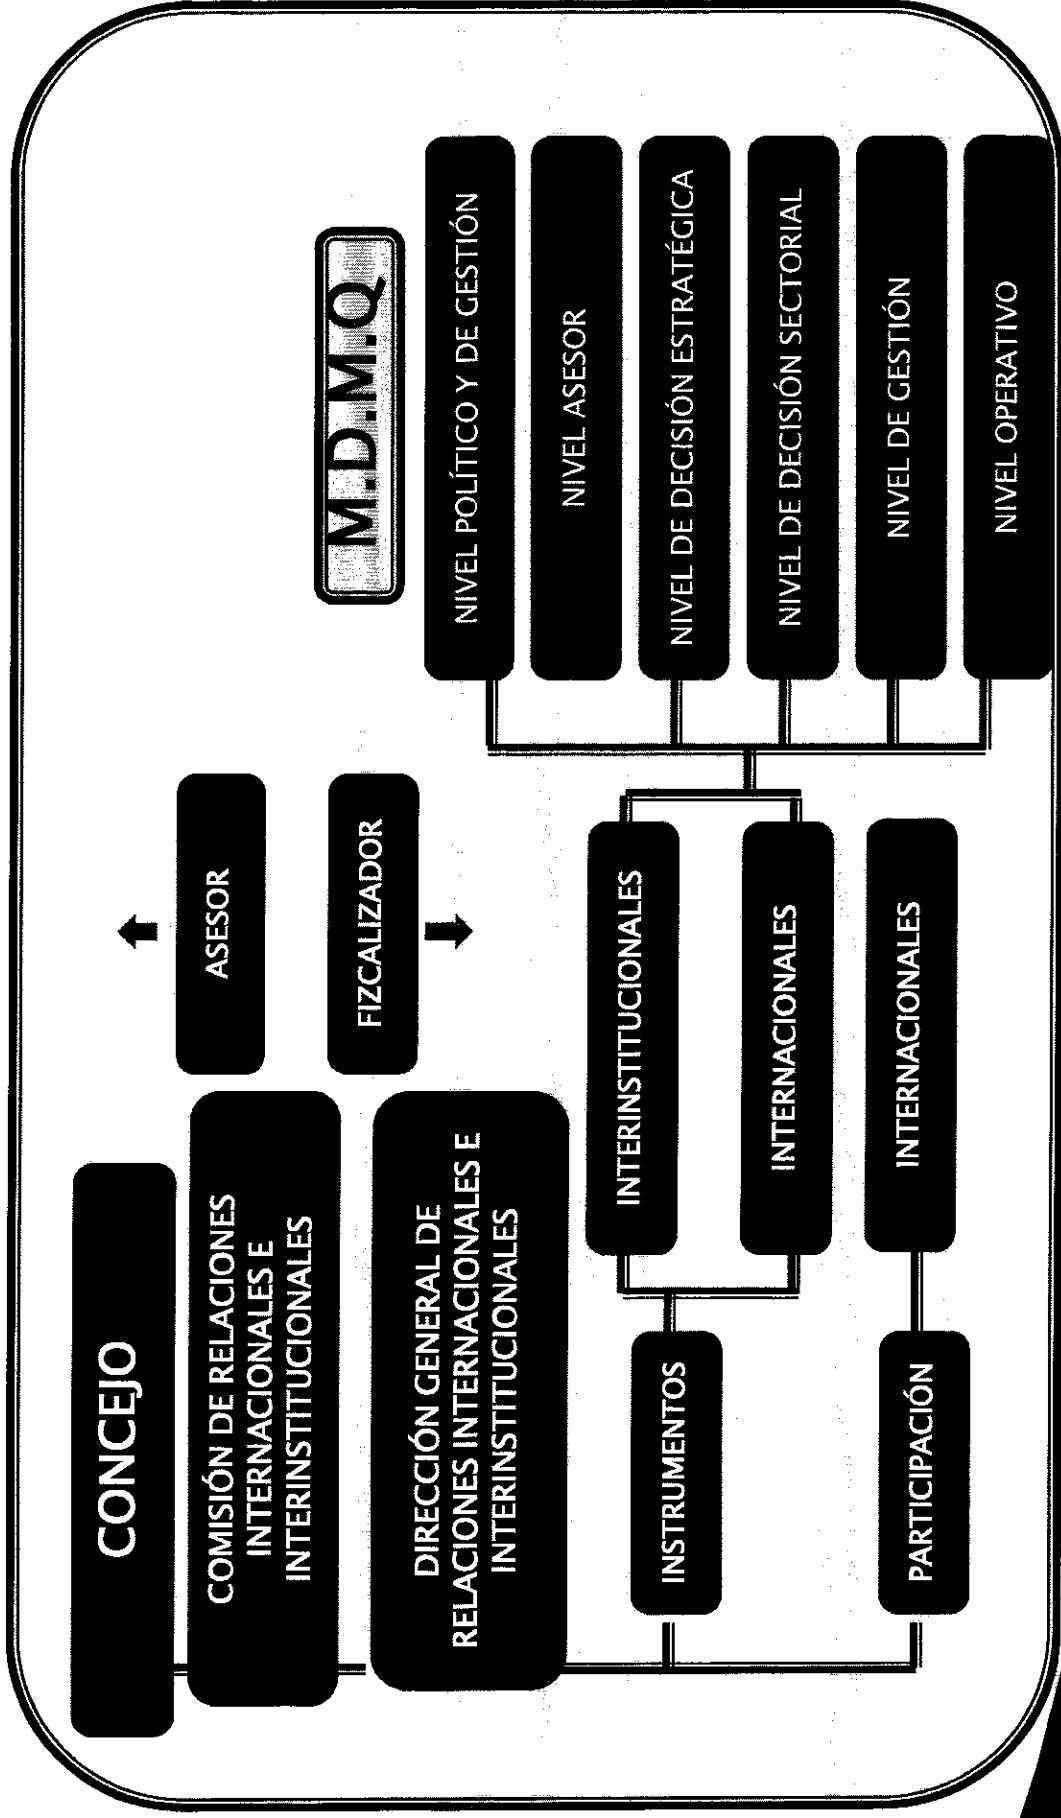 CONCEJO
COMISIÓN DE RELACIONES
INTERNACIONALES E
INTERINSTITUCIONALES
ASESOR
FIZCALIZADOR
DIRECCIÓN GENERAL DE
RELACIONES INTERNACIONALES E
INTERINSTITUCIONALES
INSTRUMENTOS
PARTICIPACIÓN
INTERINSTITUCIONALES
INTERNACIONALES
INTERNACIONALES
M.D.M.Q
NIVEL POLÍTICO Y DE GESTIÓN
NIVEL ASESOR
NIVEL DE DECISIÓN ESTRATÉGICA
NIVEL DE DECISIÓN SECTORIAL
NIVEL DE GESTIÓN
NIVEL OPERATIVO